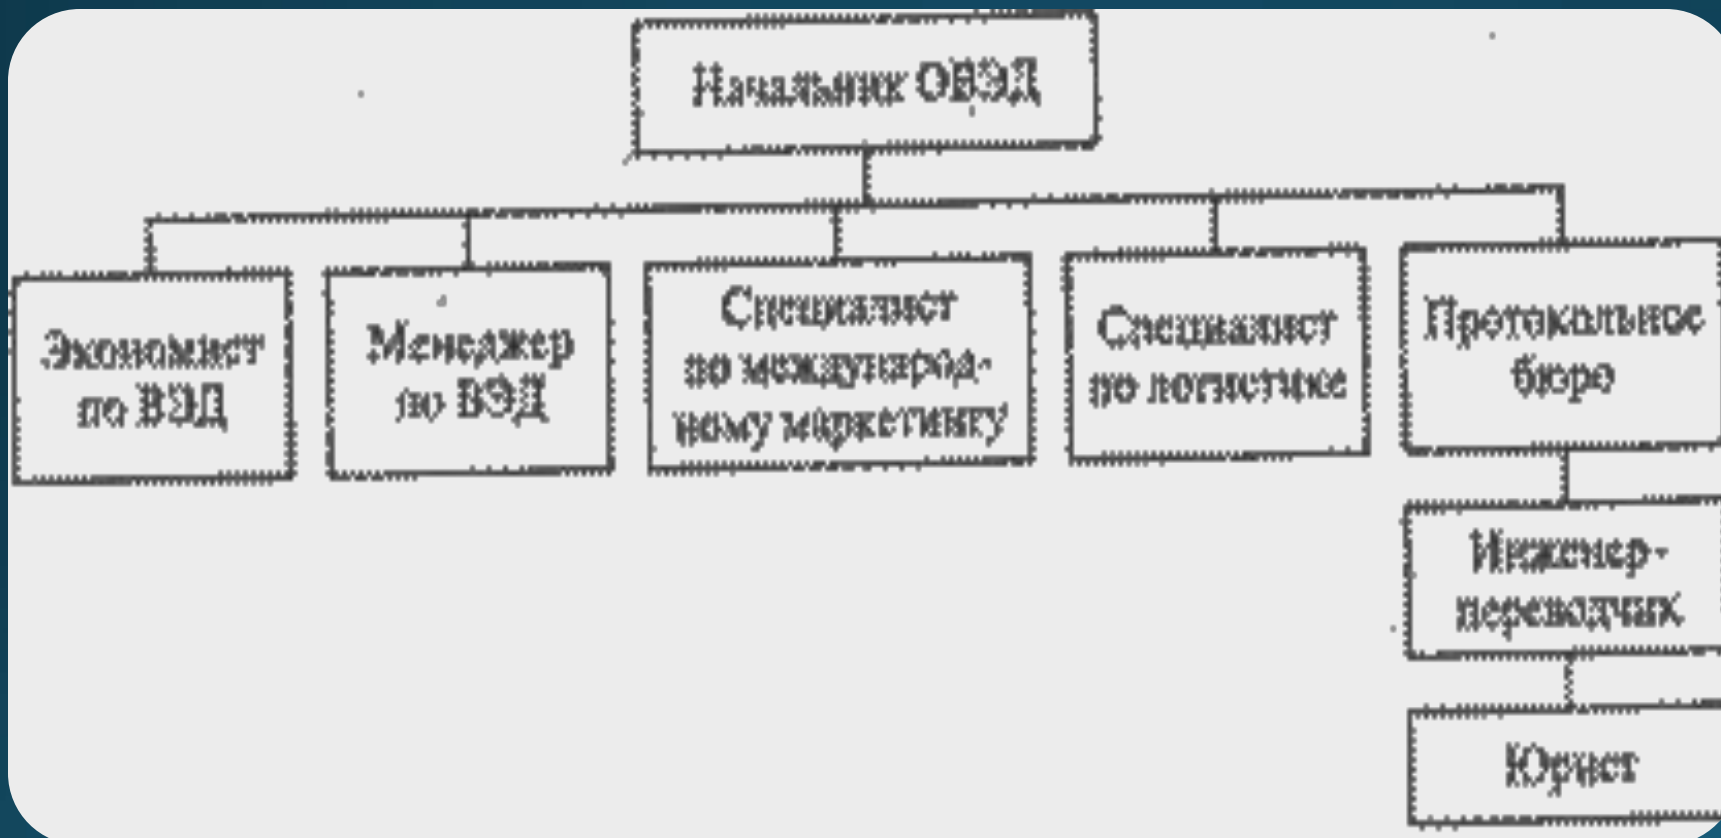 Начальник ОВЭД
Экономист
по ВЭД
Менеджер
по ВЭД
Специалист
по международ-
ному маркетингу
Специалист
по логистике
Протокольное
бюро
Инженер-
переводчик
Юрист